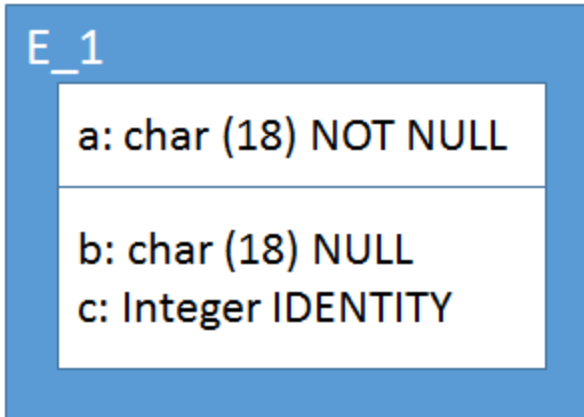 E_1
a: char (18) NOT NULL
b: char (18) NULL
c: Integer IDENTITY